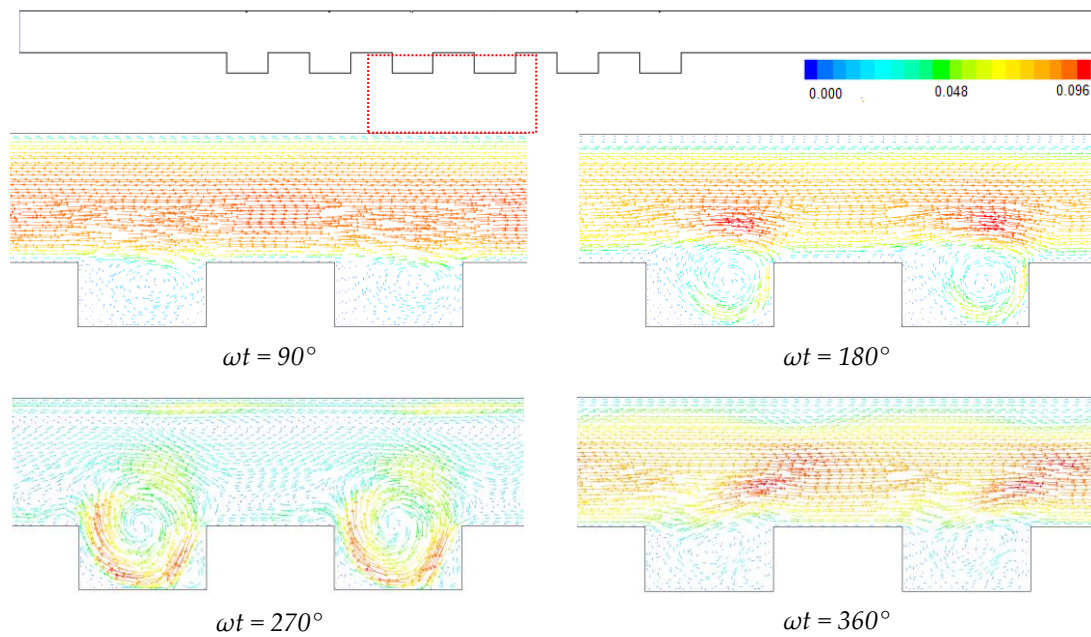 0.000 0.048 0.096
ωt = 90°
ωt = 180°
ωt = 270°
ωt = 360°